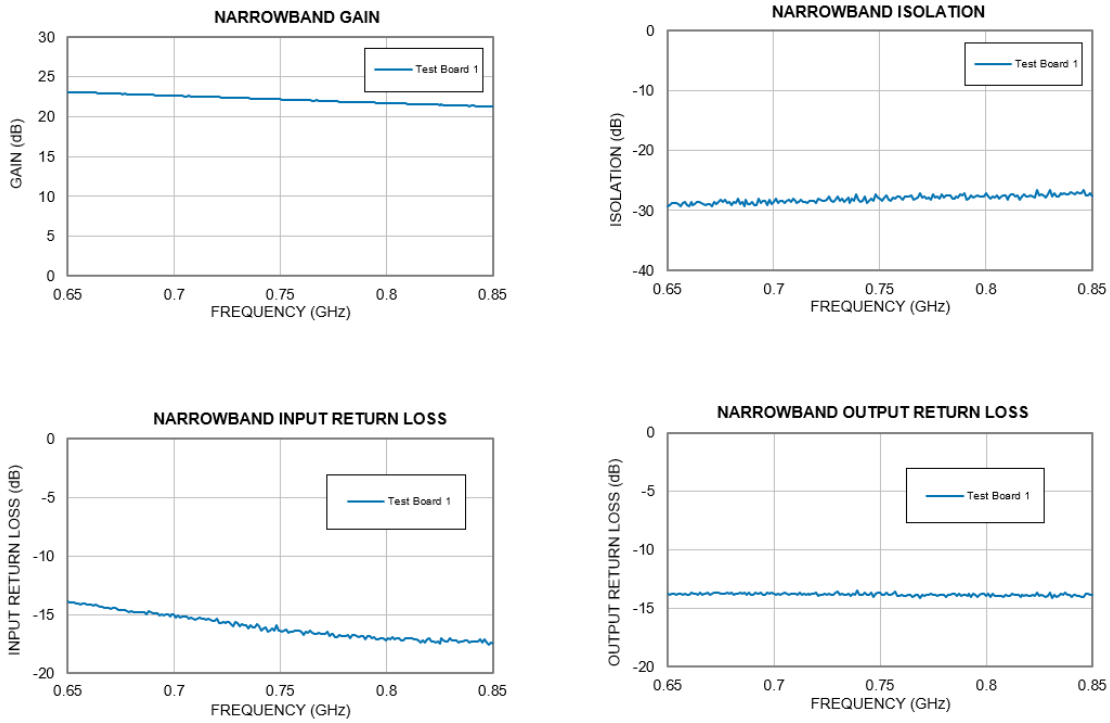 NARROWBAND GAIN
30
25
20
15
10
5
0
GAIN (dB)
Test Board 1
0.65 0.7 0.75 0.8 0.85
FREQUENCY (GHz)
NARROWBAND ISOLATION
0
-10
-20
-30
-40
ISOLATION (dB)
Test Board 1
0.65 0.7 0.75 0.8 0.85
FREQUENCY (GHz)
NARROWBAND INPUT RETURN LOSS
0
-5
-10
-15
-20
INPUT RETURN LOSS (dB)
Test Board 1
0.65 0.7 0.75 0.8 0.85
FREQUENCY (GHz)
NARROWBAND OUTPUT RETURN LOSS
0
-5
-10
-15
-20
OUTPUT RETURN LOSS (dB)
Test Board 1
0.65 0.7 0.75 0.8 0.85
FREQUENCY (GHz)